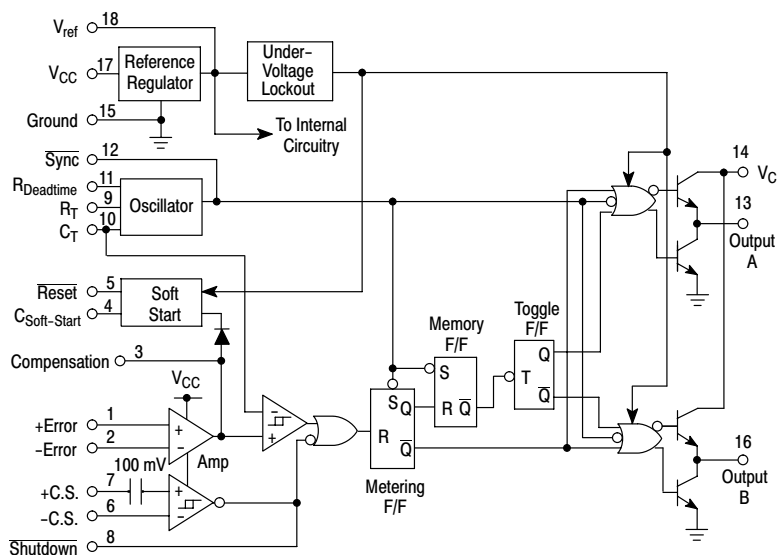 Vref
18
VCC
17
Reference
Regulator
Under-
Voltage
Lockout
Ground
15
To Internal
Circuitry
Sync
12
RDeadtime
11
RT
9
CT
10
Oscillator
14
VC
13
Output
A
Reset
5
CSoft-Start
4
Soft
Start
Compensation
3
Memory
F/F
Toggle
F/F
VCC
+Error
1
-Error
2
+
-
Amp
-
+
S
Q
R
Q
Metering
F/F
S
R
Q
T
Q
Q
16
Output
B
100 mV
+C.S.
7
-C.S.
6
+
-
Shutdown
8